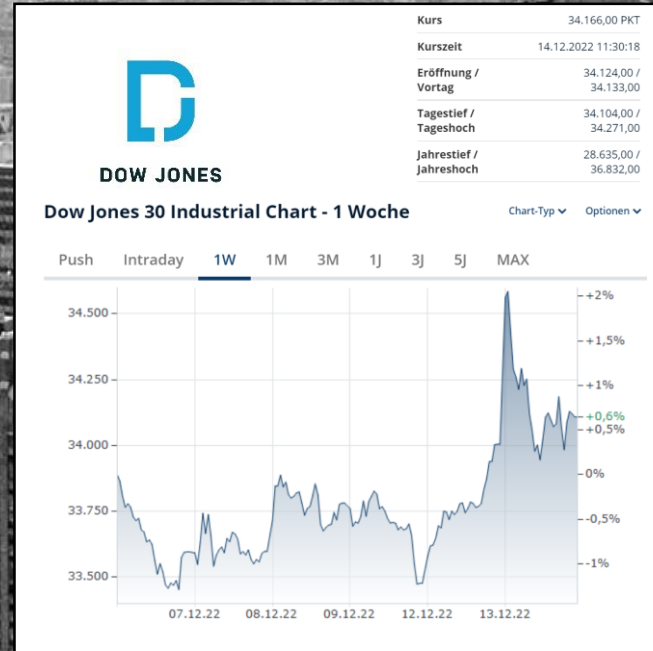 Kurs 34.166,00 PKT
Kurszeit 14.12.2022 11:30:18
Eröffnung / 34.124,00 /
Vortag 34.133,00
Tagestief / 34.104,00 /
Tageshoch 34.271,00
Jahrestief / 28.635,00 /
Jahreshoch 36.832,00
DOW JONES
Dow Jones 30 Industrial Chart - 1 Woche Chart-Typ Optionen
Push Intraday 1W 1M 3M 1J 3J 5J MAX
+2%
34.500
+1,5%
34.250
+1%
+0,6%
+0,5%
34.000
0%
33.750
-0,5%
-1%
33.500
07.12.22 08.12.22 09.12.22 12.12.22 13.12.22